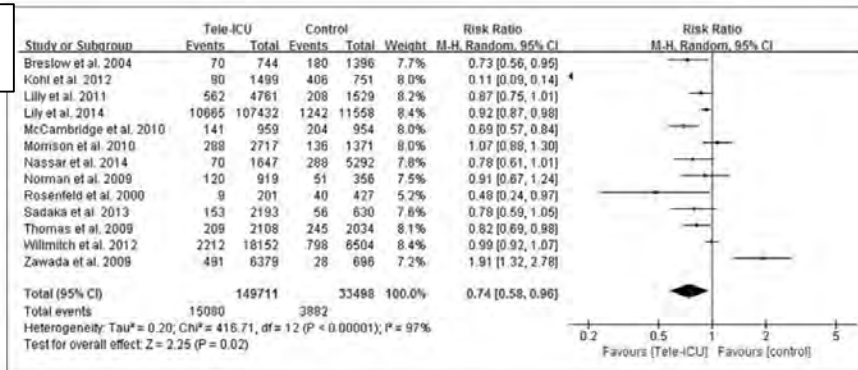 Tele-ICU Control Risk Ratio Risk Ratio
Study or Subgroup Events Total Events Total Weight M-H, Random, 95% CI M-H, Random, 95% CI
Breslow et al. 2004 70 744 180 1396 7.7% 0.73 [0.56, 0.95]
Kohl et al. 2012 90 1499 406 751 8.0% 0.11 [0.09, 0.14]
Lilly et al. 2011 562 4761 208 1529 8.2% 0.87 [0.75, 1.01]
Lily et al. 2014 10665 107432 1242 11558 8.4% 0.92 [0.87, 0.98]
McCambridge et al. 2010 141 959 204 954 8.0% 0.69 [0.57, 0.84]
Morrison et al. 2010 288 2717 136 1371 8.0% 1.07 [0.88, 1.30]
Nassar et al. 2014 70 1647 288 5292 7.7% 0.78 [0.61, 1.01]
Norman et al. 2009 120 919 51 356 7.5% 0.91 [0.67, 1.24]
Rosenfeld et al. 2000 9 201 40 427 5.2% 0.48 [0.24, 0.97]
Sadaka et al. 2013 153 2193 56 630 7.6% 0.78 [0.59, 1.05]
Thomas et al. 2009 209 2108 245 2034 8.1% 0.82 [0.69, 0.98]
Willmitch et al. 2012 2212 18152 798 6504 8.4% 0.99 [0.92, 1.07]
Zawada et al. 2009 491 6379 28 696 7.2% 1.91 [1.32, 2.78]
Total (95% CI) 149711 33498 100.0% 0.74 [0.58, 0.96]
Total events 15080 3882
Heterogeneity: Tau² = 0.20; Chi² = 416.71, df = 12 (P < 0.00001); I² = 97%
Test for overall effect: Z = 2.25 (P = 0.02)
0.2 0.5 1 2 5
Favours [Tele-ICU] Favours [control]